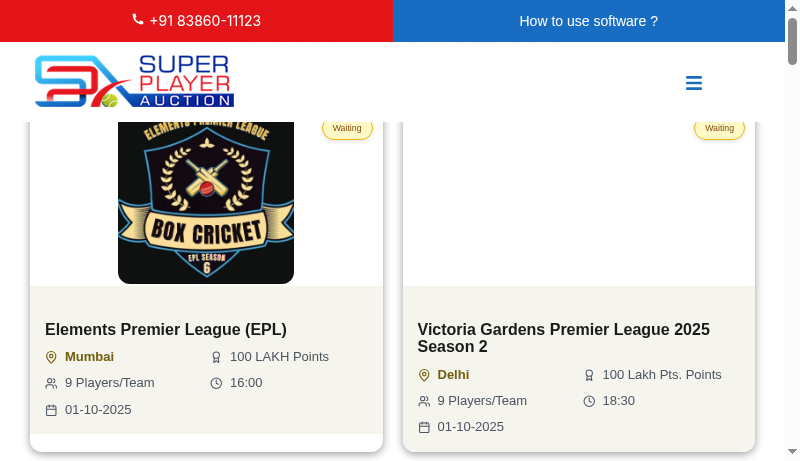 +91 83860-11123
How to use software ?
SUPER
PLAYER
AUCTION
ELEMENTS PREMIER LEAGUE
BOX CRICKET
EPL SEASON
6
Waiting
Elements Premier League (EPL)
Mumbai
100 LAKH Points
9 Players/Team
16:00
01-10-2025
Waiting
Victoria Gardens Premier League 2025
Season 2
Delhi
100 Lakh Pts. Points
9 Players/Team
18:30
01-10-2025